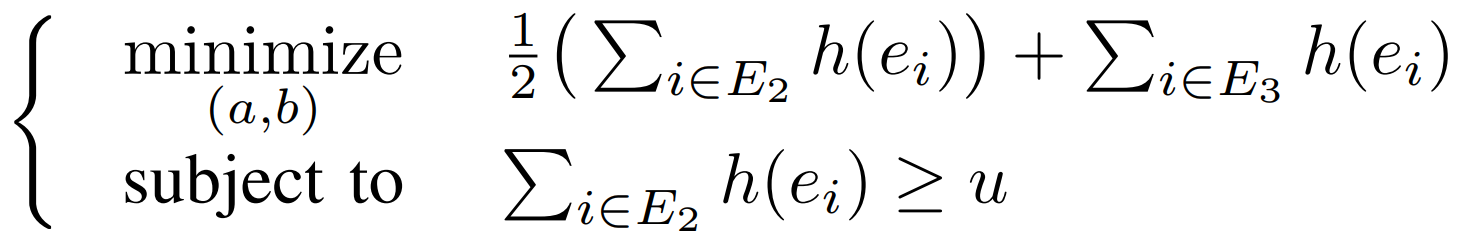 minimize ½(∑_{i∈E₂} h(e_i)) + ∑_{i∈E₃} h(e_i)
(a,b)
subject to ∑_{i∈E₂} h(e_i) ≥ u